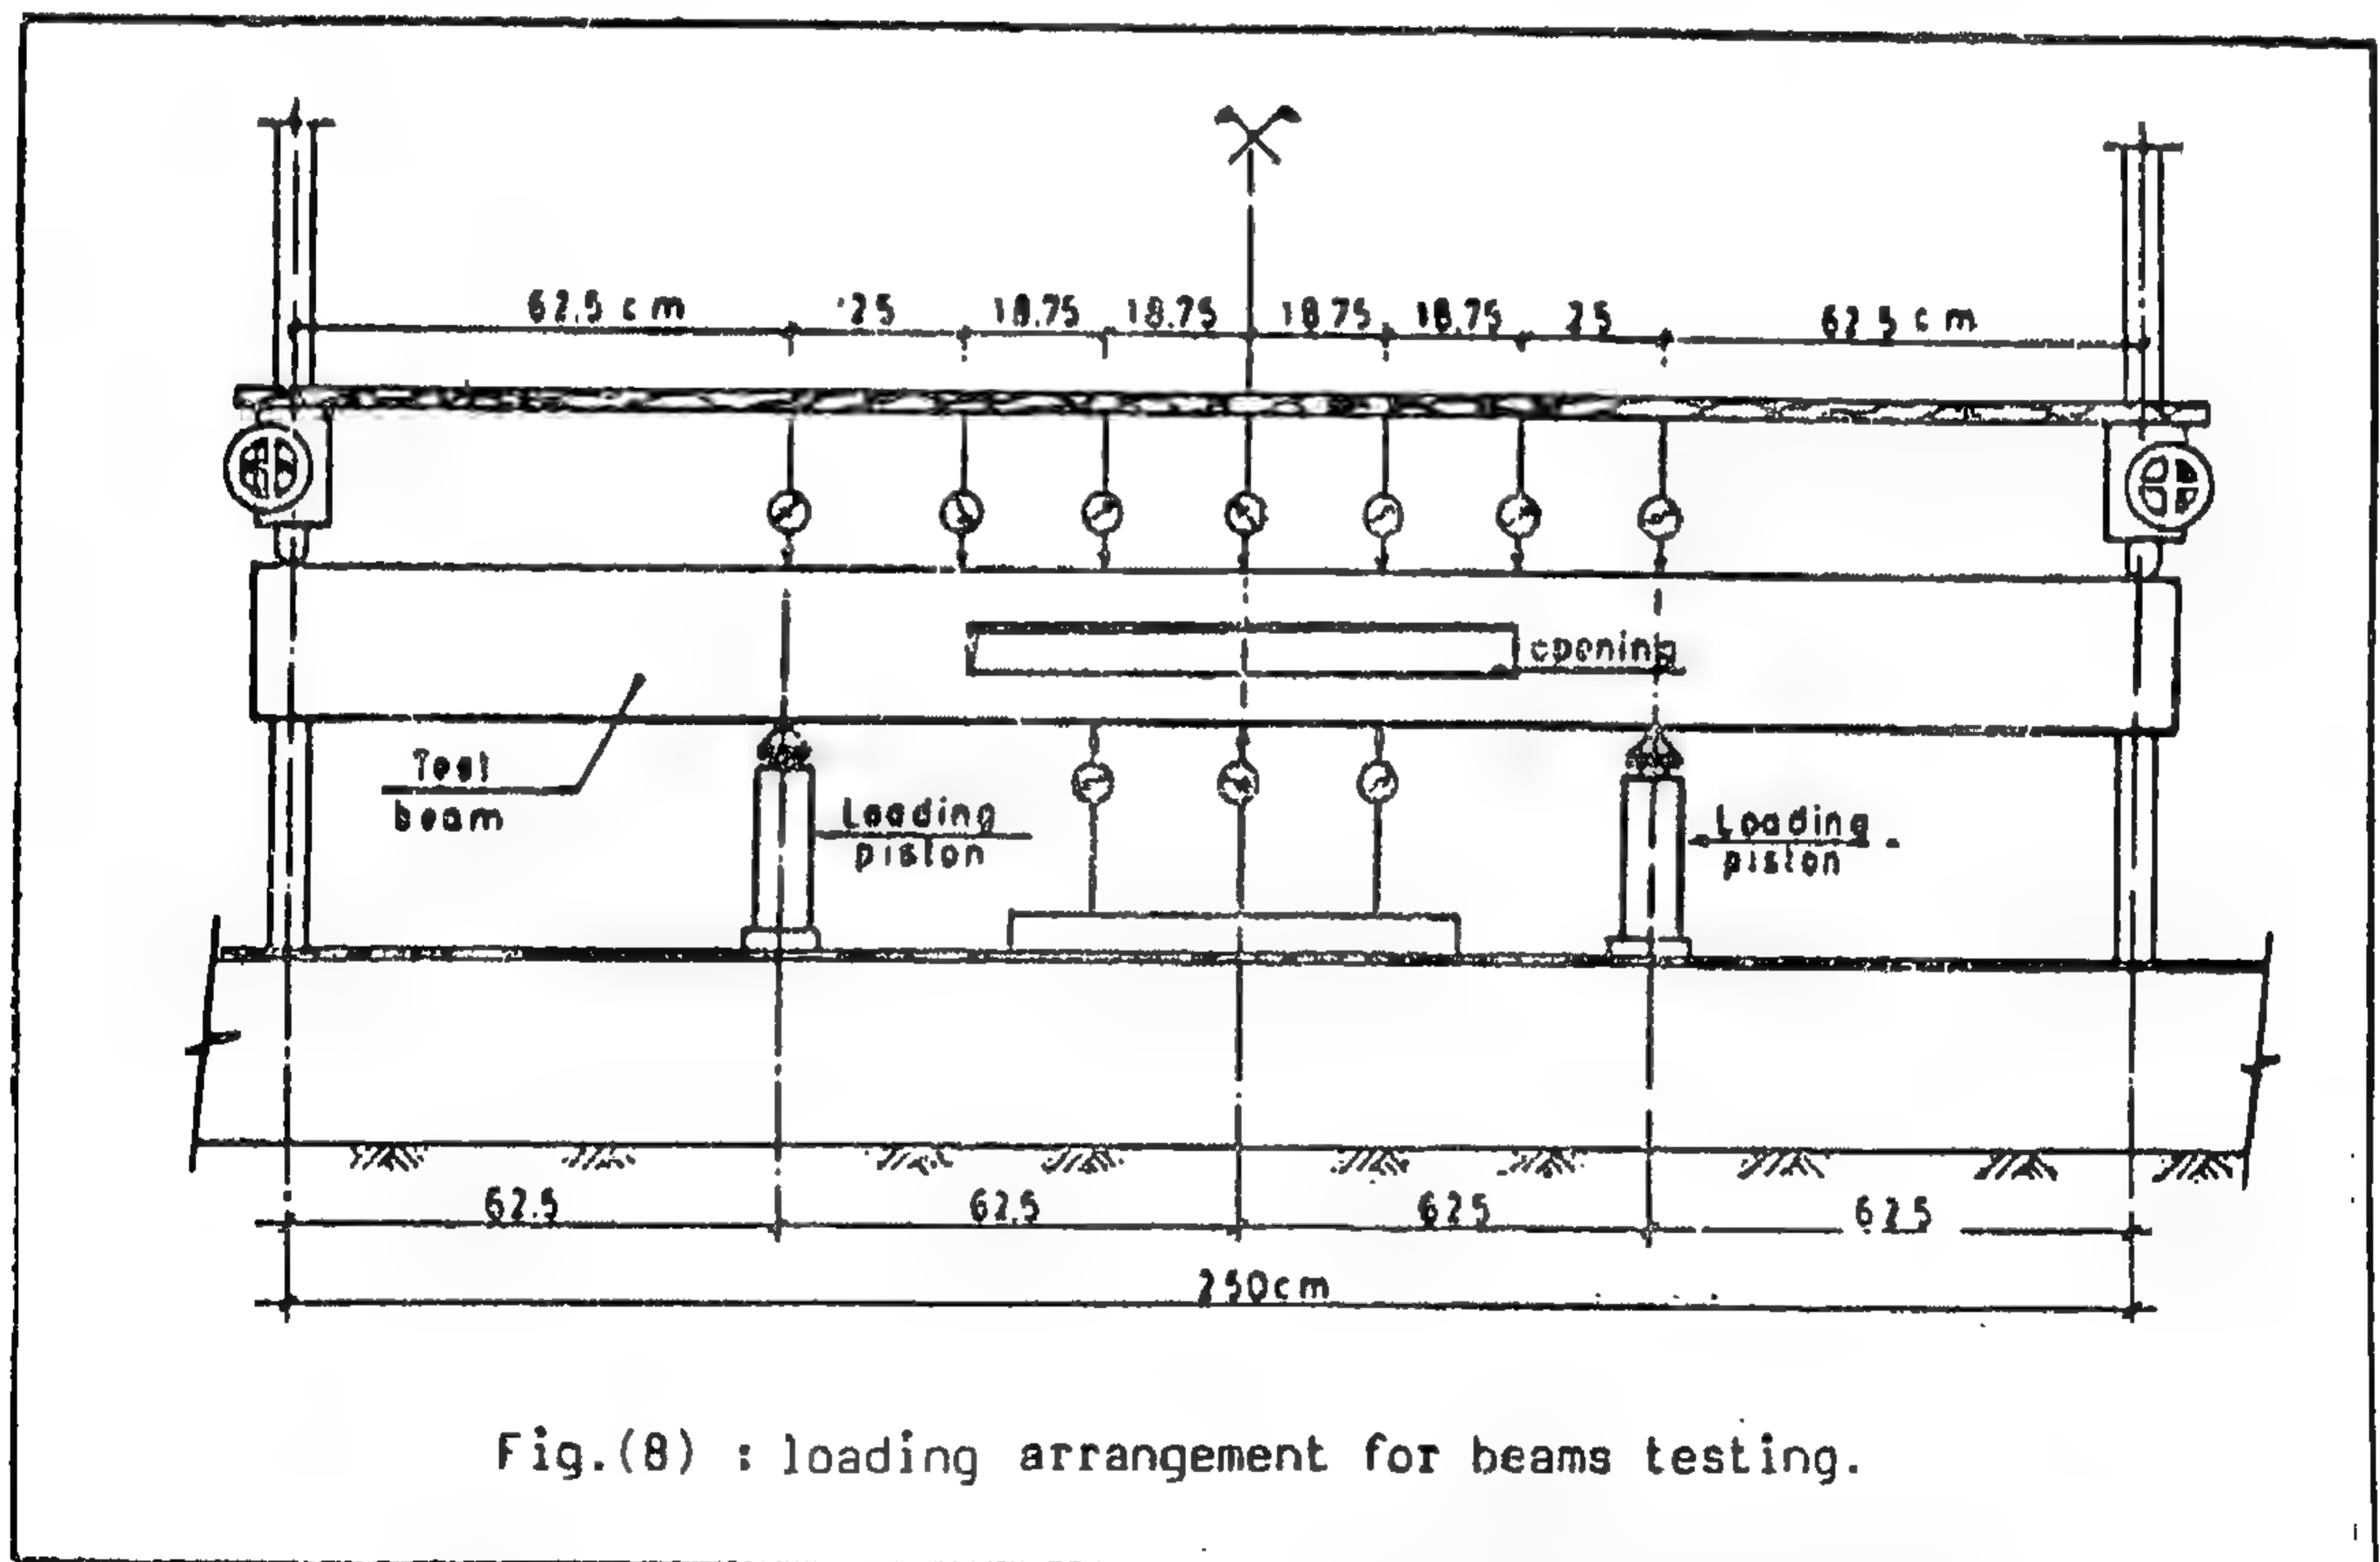 62.5 cm 25 18.75 18.75 18.75 18.75 25 62.5 cm
opening
Test
beam
Loading
piston
Loading
piston
62.5 62.5 62.5 62.5
250cm
Fig.(8) : loading arrangement for beams testing.